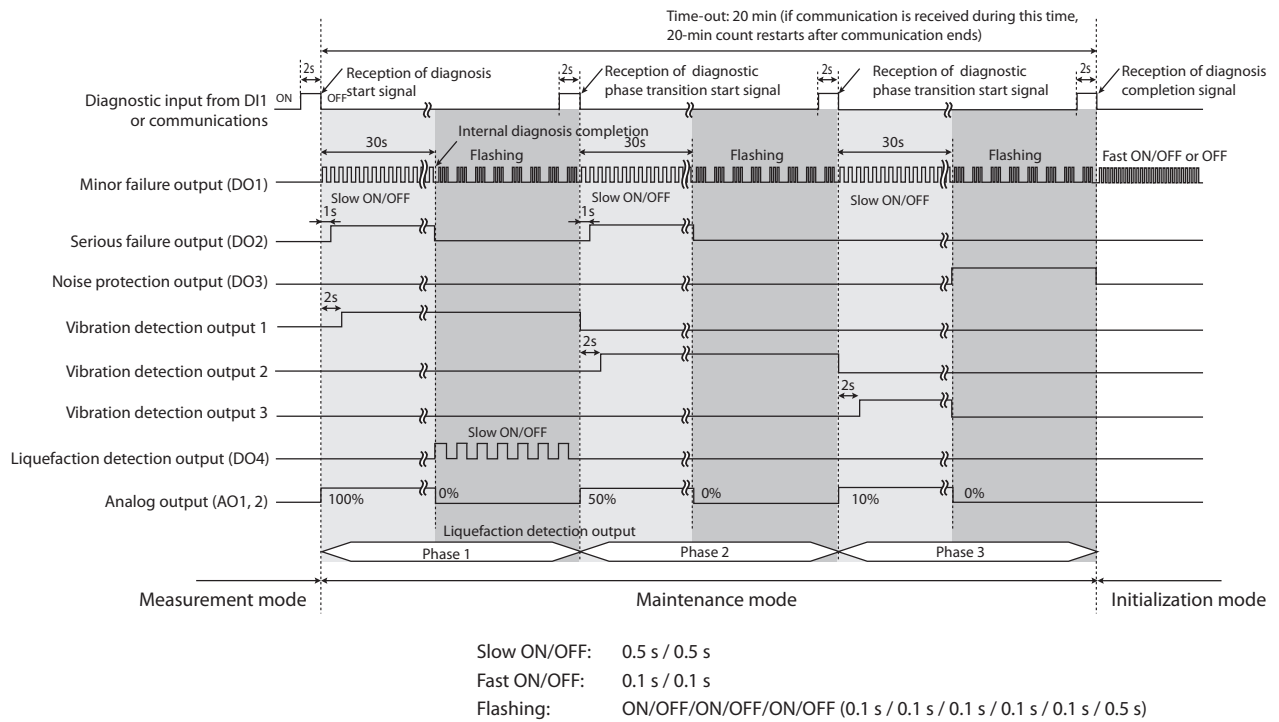 Time-out: 20 min (if communication is received during this time,
20-min count restarts after communication ends)
2s
Reception of diagnosis
start signal
2s
Reception of diagnostic
phase transition start signal
2s
Reception of diagnostic
phase transition start signal
2s
Reception of diagnosis
completion signal
Diagnostic input from DI1
or communications
ON
OFF
Internal diagnosis completion
30s
30s
30s
Flashing
Flashing
Flashing
Fast ON/OFF or OFF
Minor failure output (DO1)
Slow ON/OFF
Slow ON/OFF
Slow ON/OFF
1s
1s
Serious failure output (DO2)
Noise protection output (DO3)
2s
Vibration detection output 1
2s
Vibration detection output 2
2s
Vibration detection output 3
Slow ON/OFF
Liquefaction detection output (DO4)
Analog output (AO1, 2)
100%
0%
50%
0%
10%
0%
Liquefaction detection output
Phase 1
Phase 2
Phase 3
Measurement mode
Maintenance mode
Initialization mode
Slow ON/OFF: 0.5 s / 0.5 s
Fast ON/OFF: 0.1 s / 0.1 s
Flashing: ON/OFF/ON/OFF/ON/OFF (0.1 s / 0.1 s / 0.1 s / 0.1 s / 0.1 s / 0.5 s)